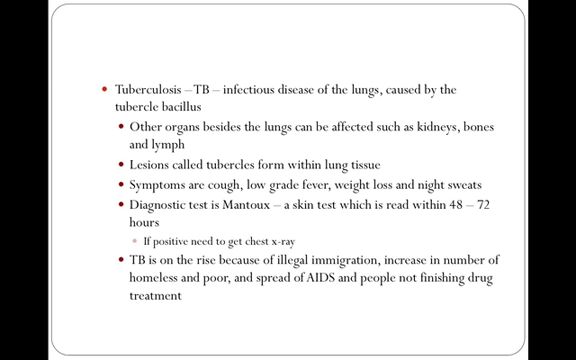 Tuberculosis – TB – infectious disease of the lungs, caused by the
tubercle bacillus
Other organs besides the lungs can be affected such as kidneys, bones
and lymph
Lesions called tubercles form within lung tissue
Symptoms are cough, low grade fever, weight loss and night sweats
Diagnostic test is Mantoux – a skin test which is read within 48 – 72
hours
If positive need to get chest x-ray
TB is on the rise because of illegal immigration, increase in number of
homeless and poor, and spread of AIDS and people not finishing drug
treatment